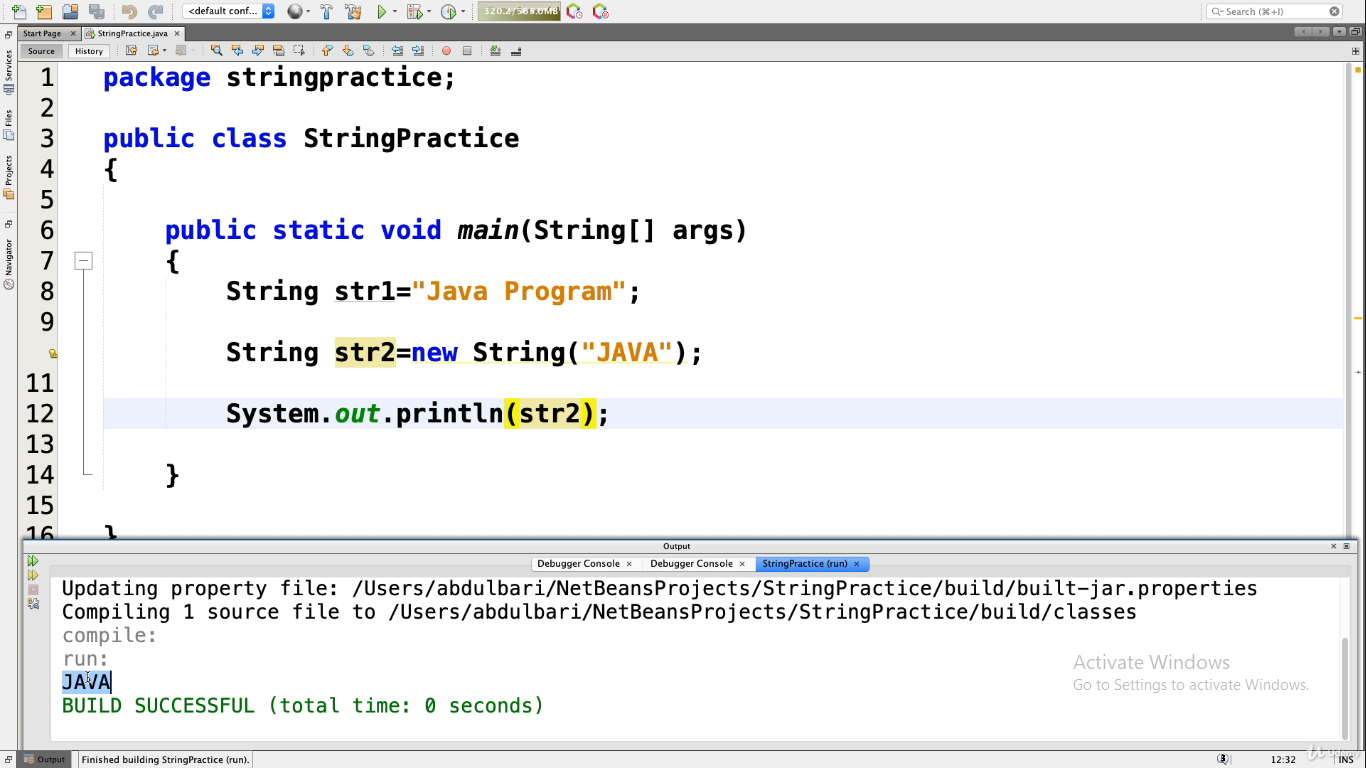 <default conf...
320.2/565.0MB
Search (⌘+I)
Start Page
StringPractice.java
Source
History
Services
Files
Projects
Navigator
1 package stringpractice;
2
3 public class StringPractice
4 {
5
6 public static void main(String[] args)
7 {
8 String str1="Java Program";
9
String str2=new String("JAVA");
11
12 System.out.println(str2);
13
14 }
15
16 }
Output
Debugger Console
Debugger Console
StringPractice (run)
Updating property file: /Users/abdulbari/NetBeansProjects/StringPractice/build/built-jar.properties
Compiling 1 source file to /Users/abdulbari/NetBeansProjects/StringPractice/build/classes
compile:
run:
JAVA
BUILD SUCCESSFUL (total time: 0 seconds)
Activate Windows
Go to Settings to activate Windows.
Output
Finished building StringPractice (run).
3
12:32
INS
Udemy